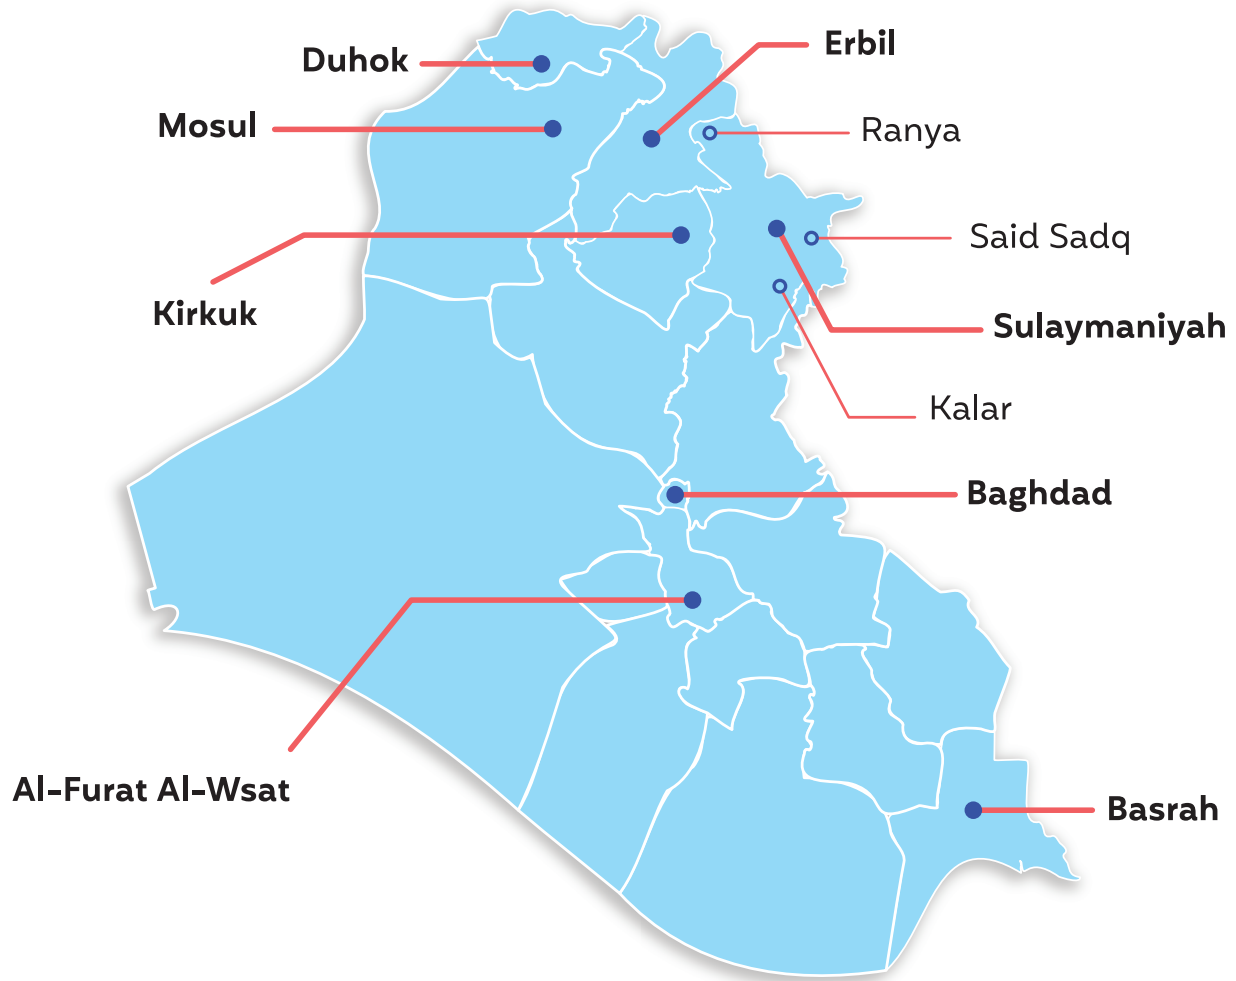 Erbil
Duhok
Mosul
Ranya
Said Sadq
Kirkuk
Sulaymaniyah
Kalar
Baghdad
Al-Furat Al-Wsat
Basrah